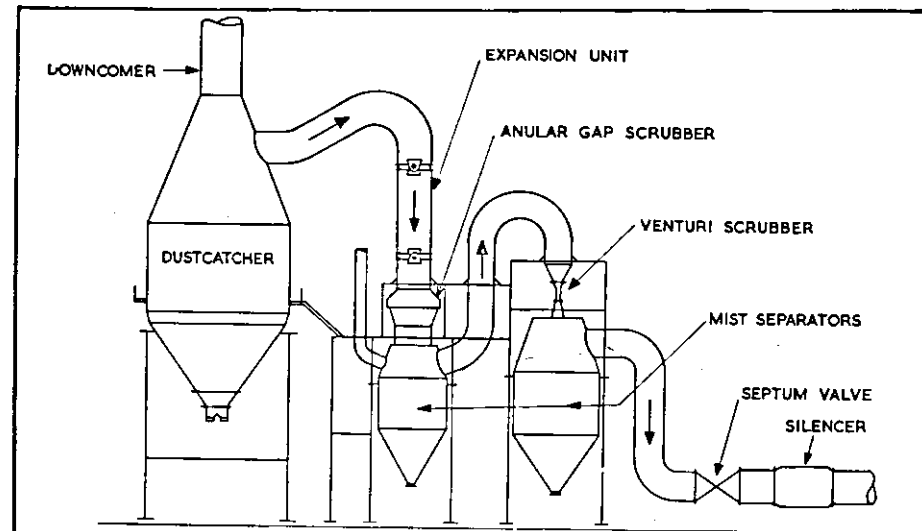 DOWNCOMER
EXPANSION UNIT
ANULAR GAP SCRUBBER
VENTURI SCRUBBER
DUSTCATCHER
MIST SEPARATORS
SEPTUM VALVE
SILENCER